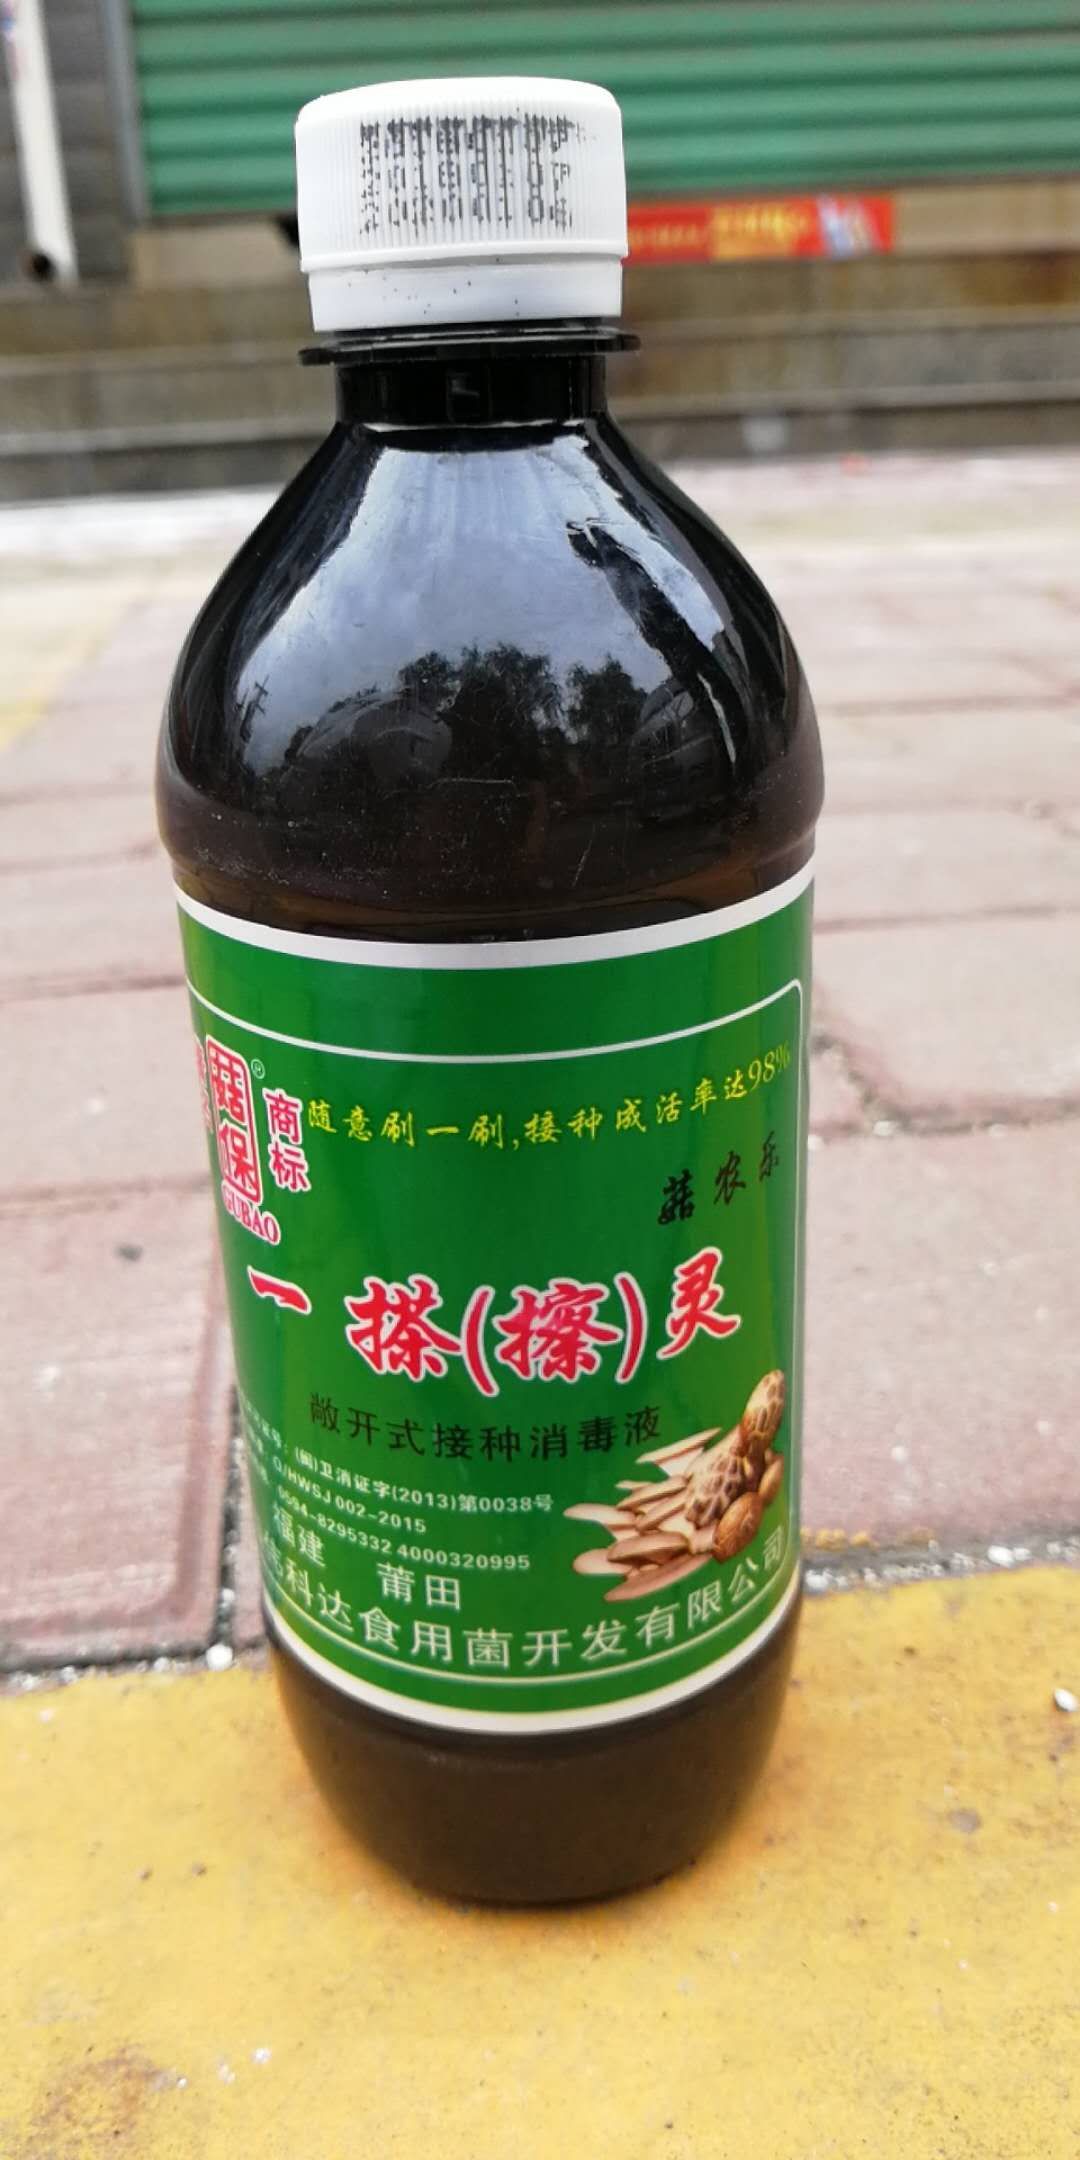 菇保®
商标
GUBAO
随意刷一刷,接种成活率达98%
菇农乐
一搽(擦)灵
敞开式接种消毒液
证号：(闽)卫消证字(2013)第0038号
Q/HWSJ 002-2015
0594-8295332 4000320995
福建 莆田
科达食用菌开发有限公司